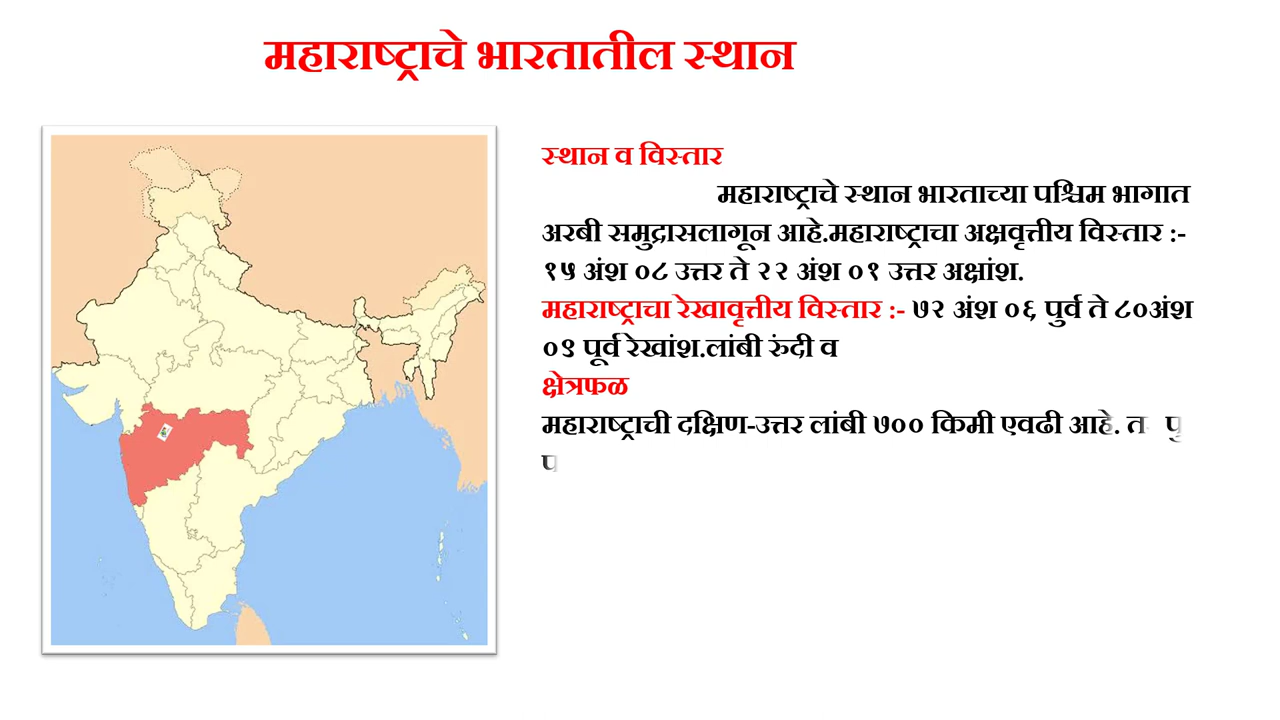 महाराष्ट्राचे भारतातील स्थान
स्थान व विस्तार
महाराष्ट्राचे स्थान भारताच्या पश्चिम भागात
अरबी समुद्रासलागून आहे.महाराष्ट्राचा अक्षवृत्तीय विस्तार :-
१५ अंश ०८ उत्तर ते २२ अंश ०१ उत्तर अक्षांश.
महाराष्ट्राचा रेखावृत्तीय विस्तार :- ७२ अंश ०६ पुर्व ते ८०अंश
०९ पूर्व रेखांश.लांबी रुंदी व
क्षेत्रफळ
महाराष्ट्राची दक्षिण-उत्तर लांबी ७०० किमी एवढी आहे.